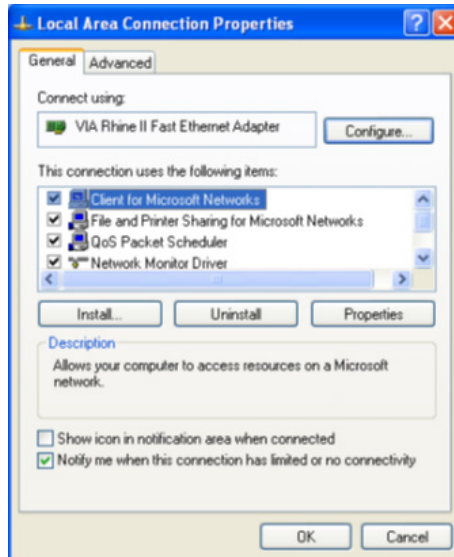 Local Area Connection Properties
General
Advanced
Connect using:
VIA Rhine II Fast Ethernet Adapter
Configure...
This connection uses the following items:
Client for Microsoft Networks
File and Printer Sharing for Microsoft Networks
QoS Packet Scheduler
Network Monitor Driver
Install...
Uninstall
Properties
Description
Allows your computer to access resources on a Microsoft
network.
Show icon in notification area when connected
Notify me when this connection has limited or no connectivity
OK
Cancel